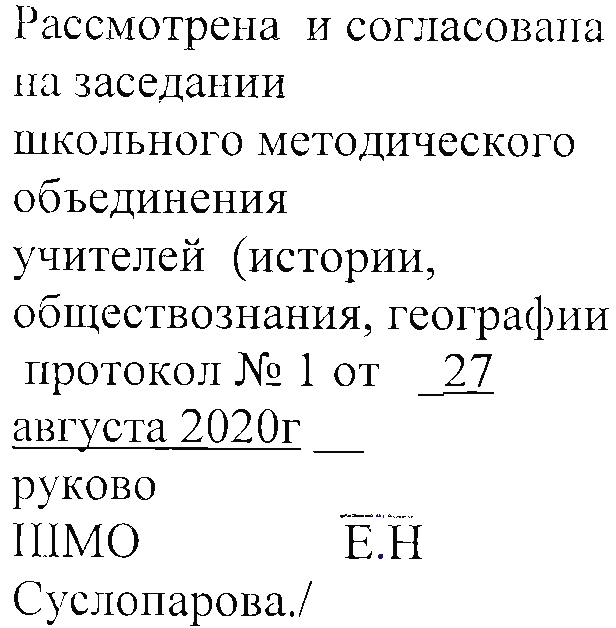 Рассмотрена и согласована
на заседании
школьного методического
объединения
учителей (истории,
обществознания, географии
протокол № 1 от _27
августа 2020г __
руково
ШМО Е.Н
Суслопарова./